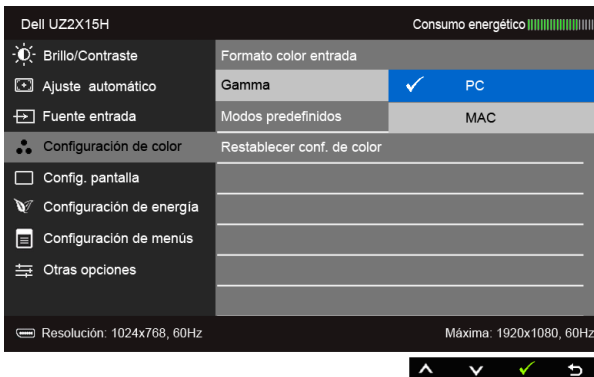 Dell UZ2X15H Consumo energético
Brillo/Contraste Formato color entrada
Ajuste automático Gamma PC
Fuente entrada Modos predefinidos MAC
Configuración de color Restablecer conf. de color
Config. pantalla
Configuración de energía
Configuración de menús
Otras opciones
Resolución: 1024x768, 60Hz Máxima: 1920x1080, 60Hz